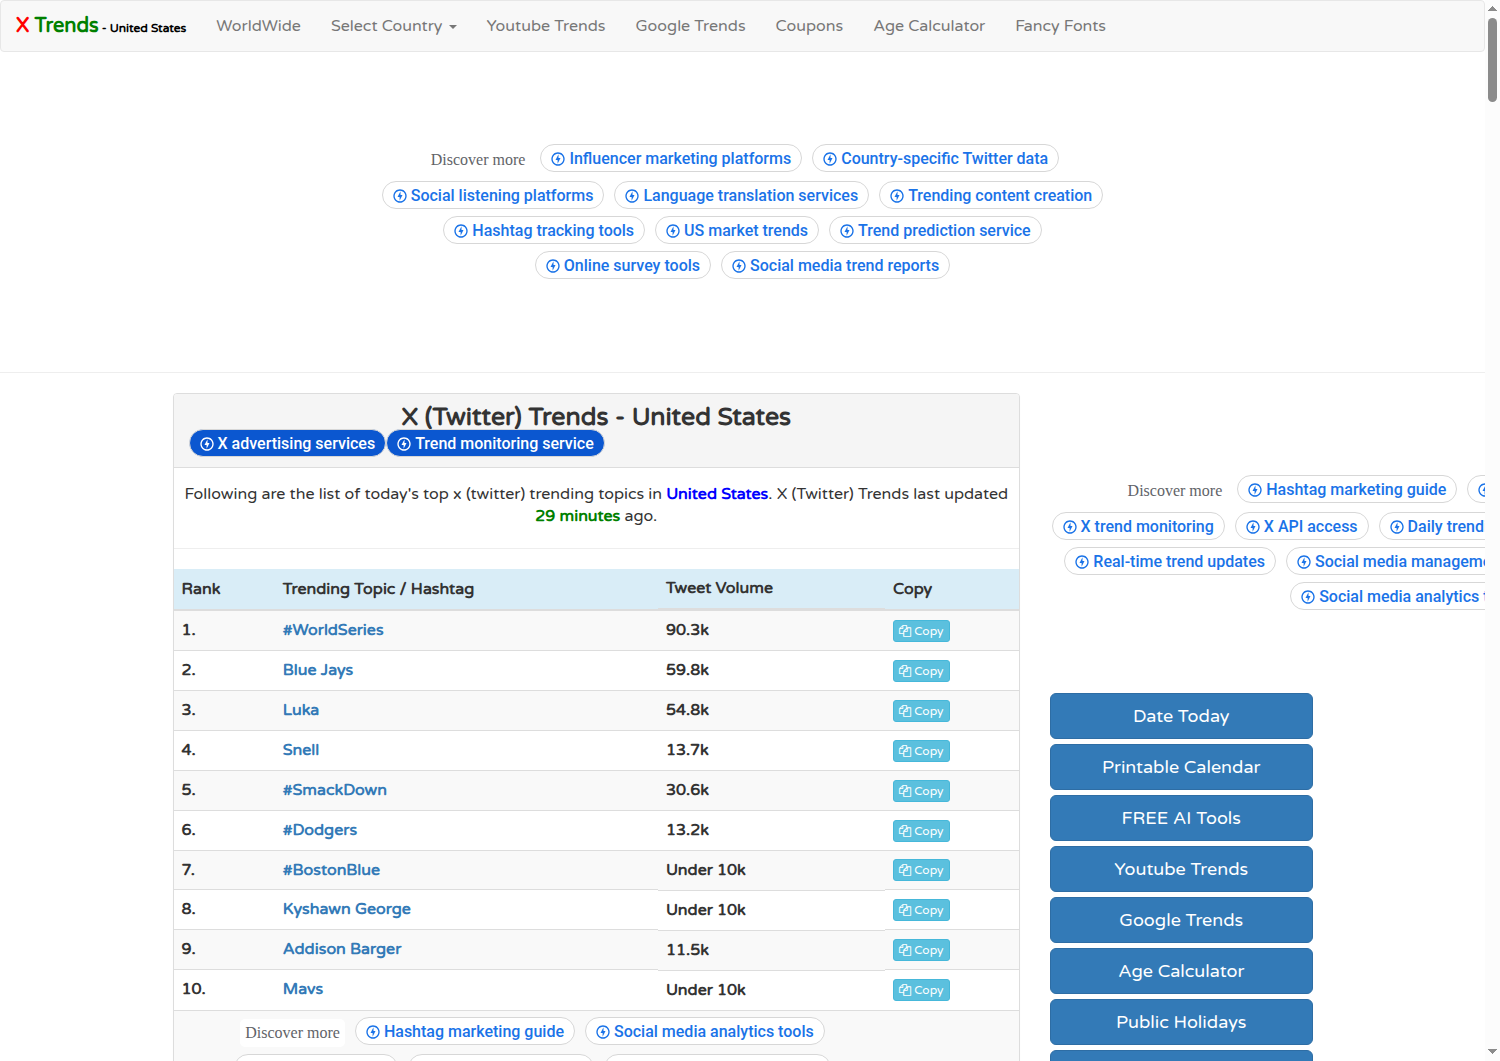 X Trends - United States WorldWide Select Country Youtube Trends Google Trends Coupons Age Calculator Fancy Fonts
Discover more Influencer marketing platforms Country-specific Twitter data
Social listening platforms Language translation services Trending content creation
Hashtag tracking tools US market trends Trend prediction service
Online survey tools Social media trend reports
X (Twitter) Trends - United States
X advertising services Trend monitoring service
Following are the list of today's top x (twitter) trending topics in United States. X (Twitter) Trends last updated
29 minutes ago.
Rank Trending Topic / Hashtag Tweet Volume Copy
1. #WorldSeries 90.3k Copy
2. Blue Jays 59.8k Copy
3. Luka 54.8k Copy
4. Snell 13.7k Copy
5. #SmackDown 30.6k Copy
6. #Dodgers 13.2k Copy
7. #BostonBlue Under 10k Copy
8. Kyshawn George Under 10k Copy
9. Addison Barger 11.5k Copy
10. Mavs Under 10k Copy
Discover more Hashtag marketing guide Social media analytics tools
Discover more Hashtag marketing guide
X trend monitoring X API access Daily trend
Real-time trend updates Social media
Social media analytics
Date Today
Printable Calendar
FREE AI Tools
Youtube Trends
Google Trends
Age Calculator
Public Holidays